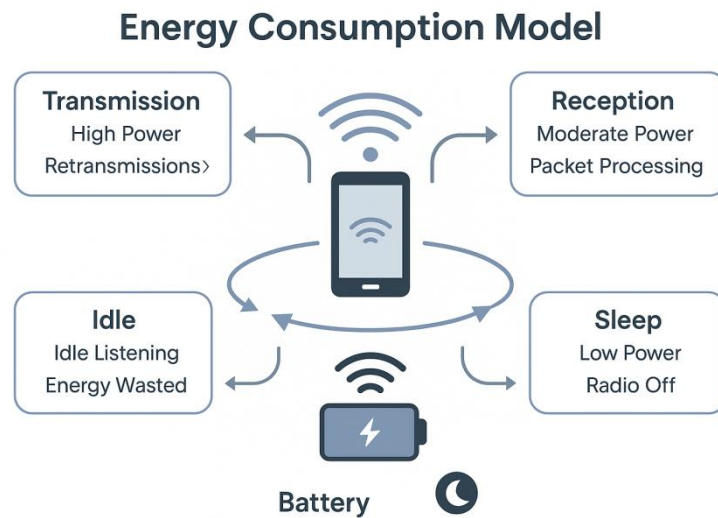 Energy Consumption Model
Transmission
High Power
Retransmissions>
Reception
Moderate Power
Packet Processing
Idle
Idle Listening
Energy Wasted
Sleep
Low Power
Radio Off
Battery